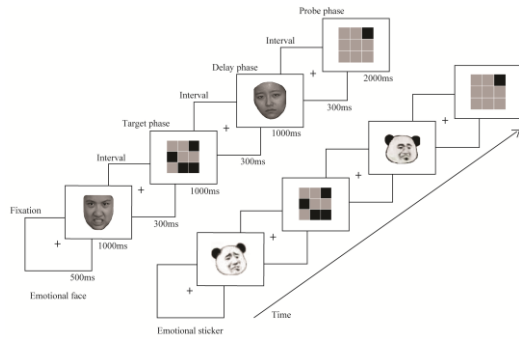 Probe phase
Interval
Delay phase
2000ms
Interval
300ms
Target phase
1000ms
Interval
300ms
1000ms
Fixation
300ms
1000ms
500ms
Emotional face
Emotional sticker
Time